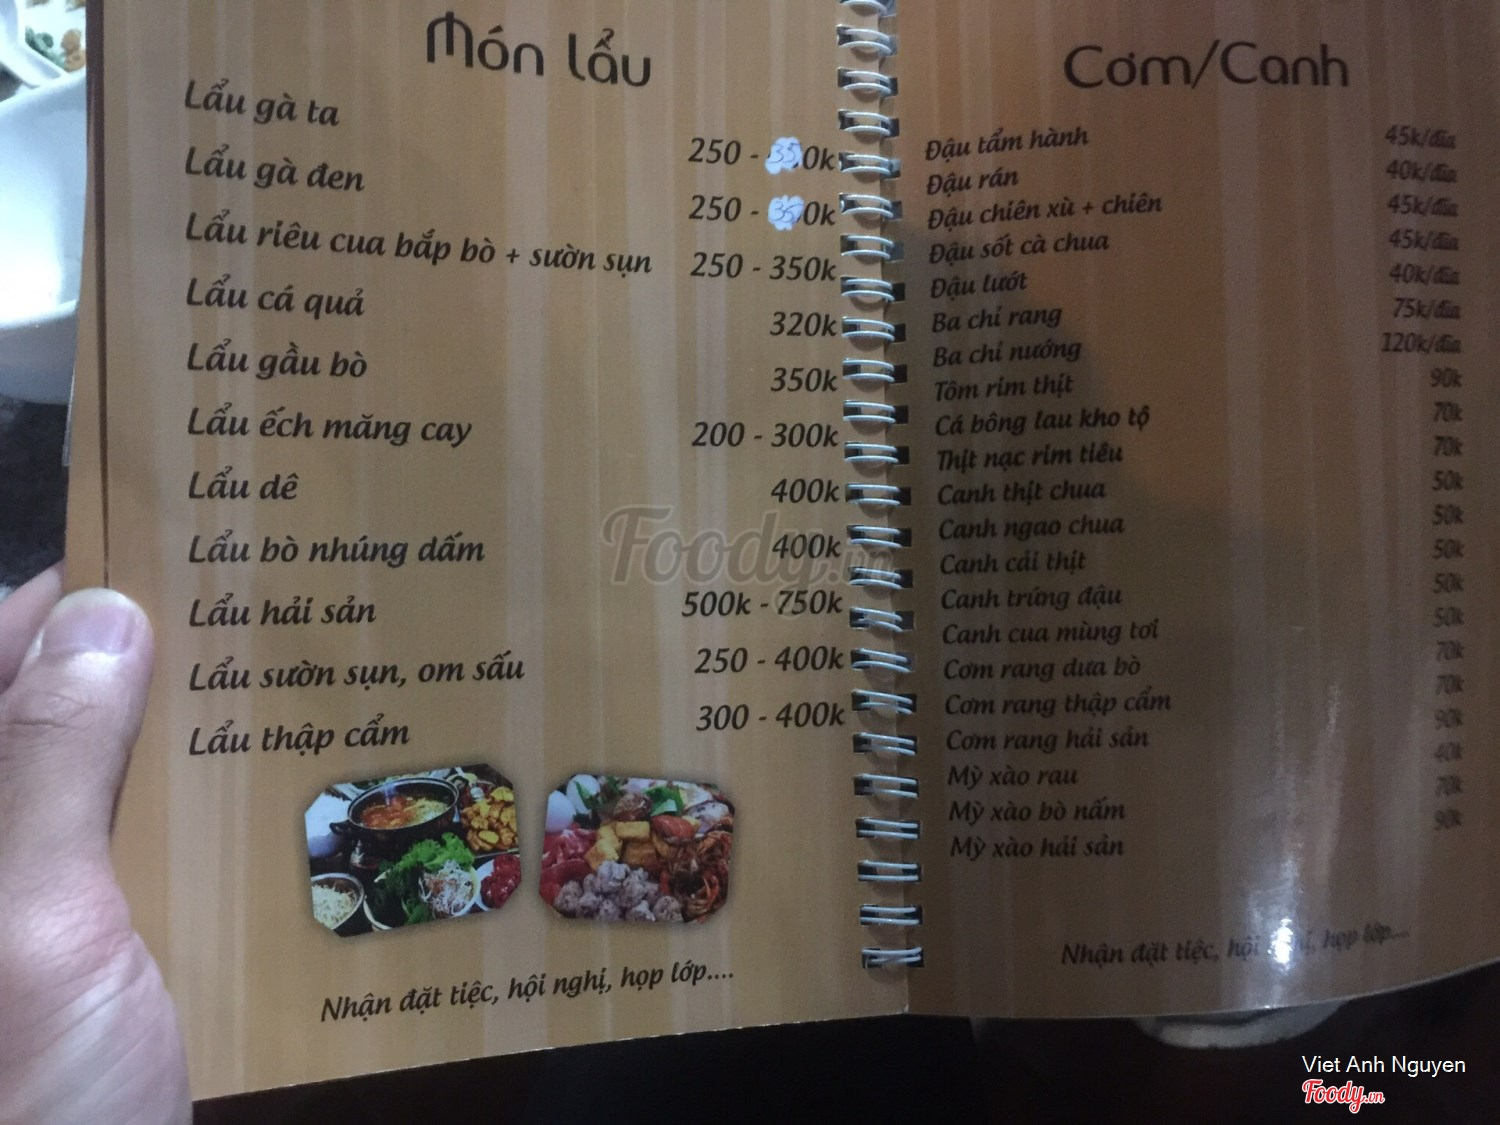 Món lẩu
Lẩu gà ta 250 - 350k
Lẩu gà đen 250 - 350k
Lẩu riêu cua bắp bò + sườn sụn 250 - 350k
Lẩu cá quả 320k
Lẩu gầu bò 350k
Lẩu ếch măng cay 200 - 300k
Lẩu dê 400k
Lẩu bò nhúng dấm 400k
Lẩu hải sản 500k - 750k
Lẩu sườn sụn, om sấu 250 - 400k
Lẩu thập cẩm 300 - 400k
Nhận đặt tiệc, hội nghị, họp lớp....
Cơm/Canh
Đậu tẩm hành 45k/đĩa
Đậu rán 40k/đĩa
Đậu chiên xù + chiên 45k/đĩa
Đậu sốt cà chua 45k/đĩa
Đậu lướt 40k/đĩa
Ba chỉ rang 75k/đĩa
Ba chỉ nướng 120k/đĩa
Tôm rim thịt 90k
Cá bông lau kho tộ 70k
Thịt nạc rim tiêu 70k
Canh thịt chua 50k
Canh ngao chua 50k
Canh cải thịt 50k
Canh trứng đậu 50k
Canh cua mùng tơi 50k
Cơm rang dưa bò 70k
Cơm rang thập cẩm 70k
Cơm rang hải sản 90k
Mỳ xào rau 40k
Mỳ xào bò nấm 70k
Mỳ xào hải sản 90k
Nhận đặt tiệc, hội nghị, họp lớp....
Foody.vn
Viet Anh Nguyen
Foody.vn